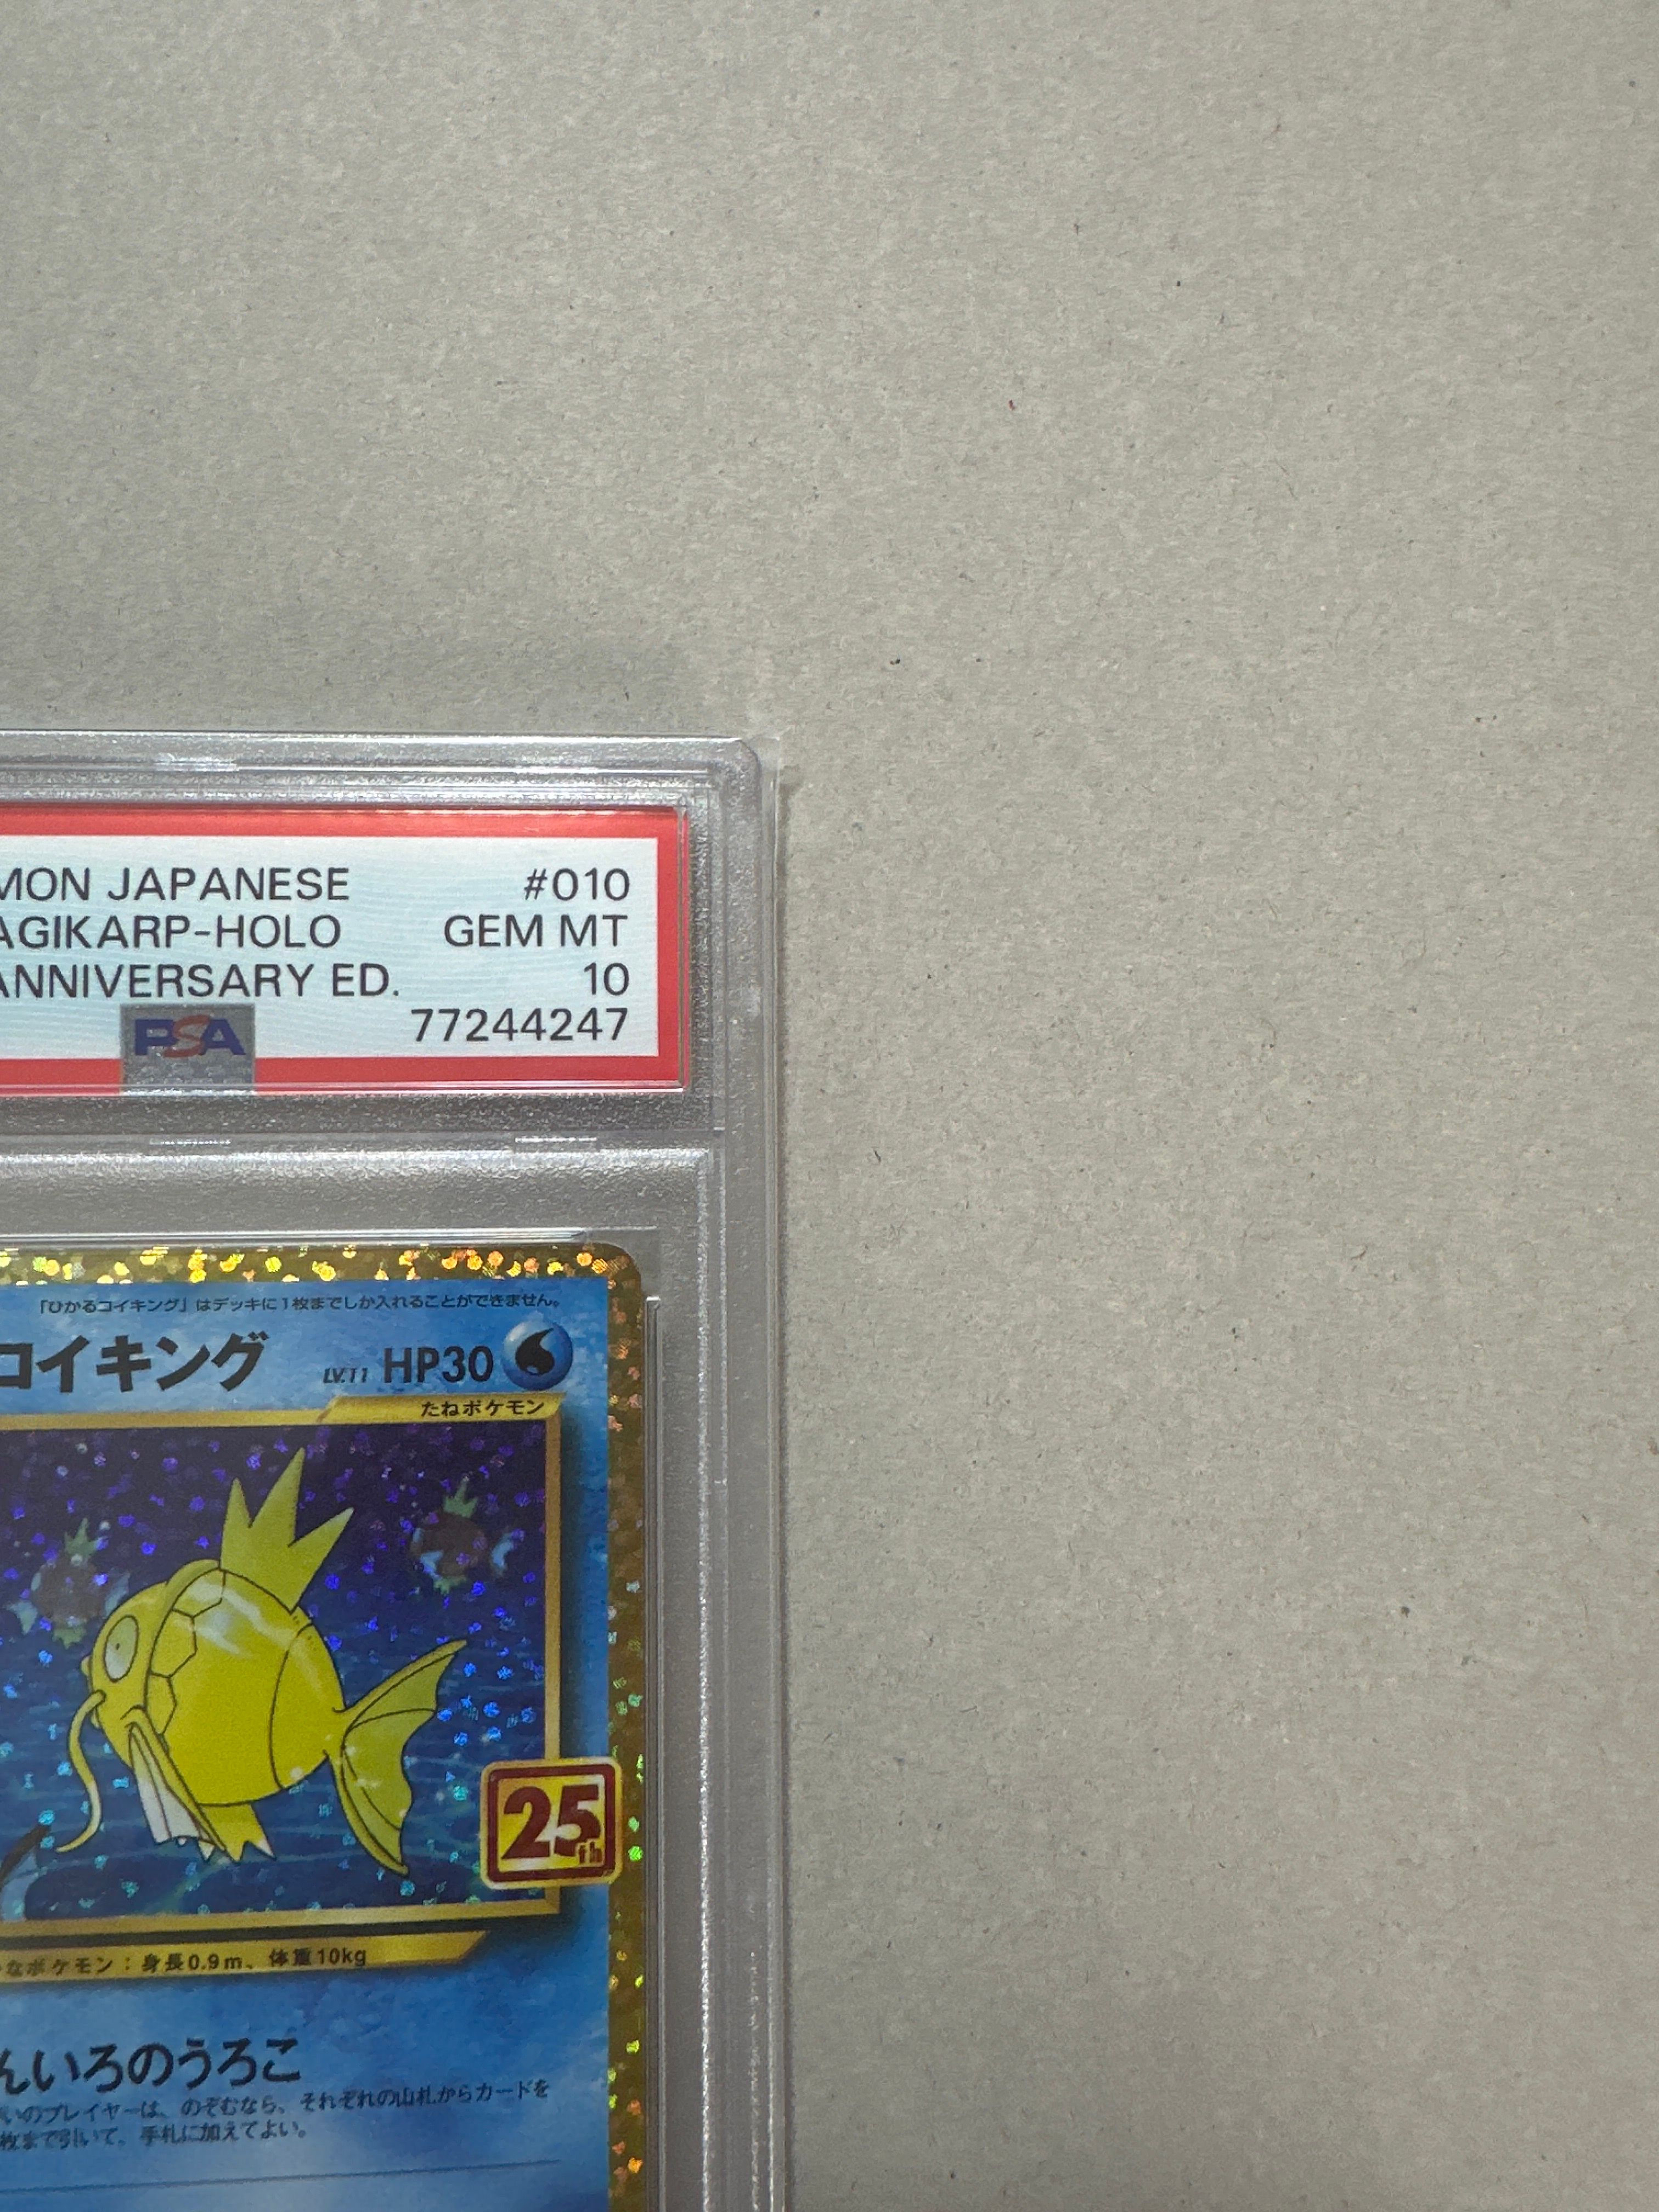 MON JAPANESE #010
AGIKARP-HOLO GEM MT
ANNIVERSARY ED. 10
PSA 77244247
「ひかるコイキング」はデッキに1枚までしか入れることができません。
コイキング LV.11 HP30
たねポケモン
25th
なポケモン：身長0.9m、体重10kg
んいろのうろこ
いのプレイヤーは、のぞむなら、それぞれの山札からカードを
枚まで引いて、手札に加えてよい。